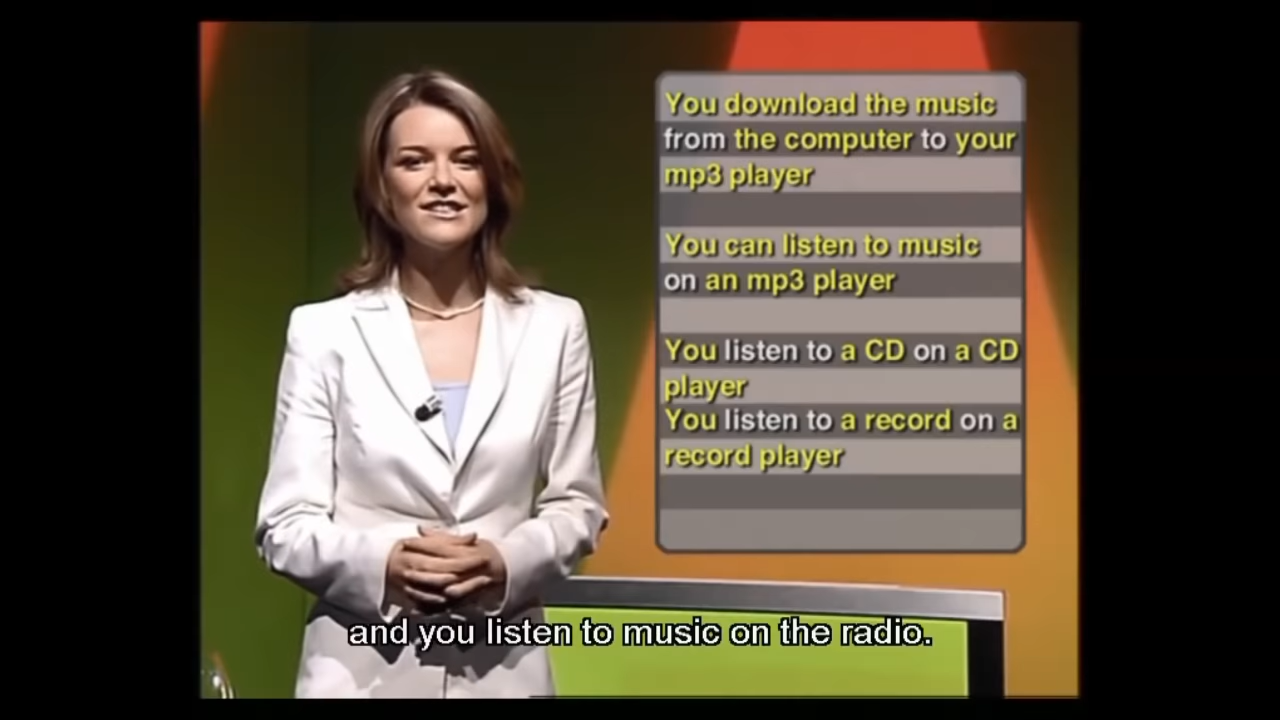 You download the music
from the computer to your
mp3 player
You can listen to music
on an mp3 player
You listen to a CD on a CD
player
You listen to a record on a
record player
and you listen to music on the radio.